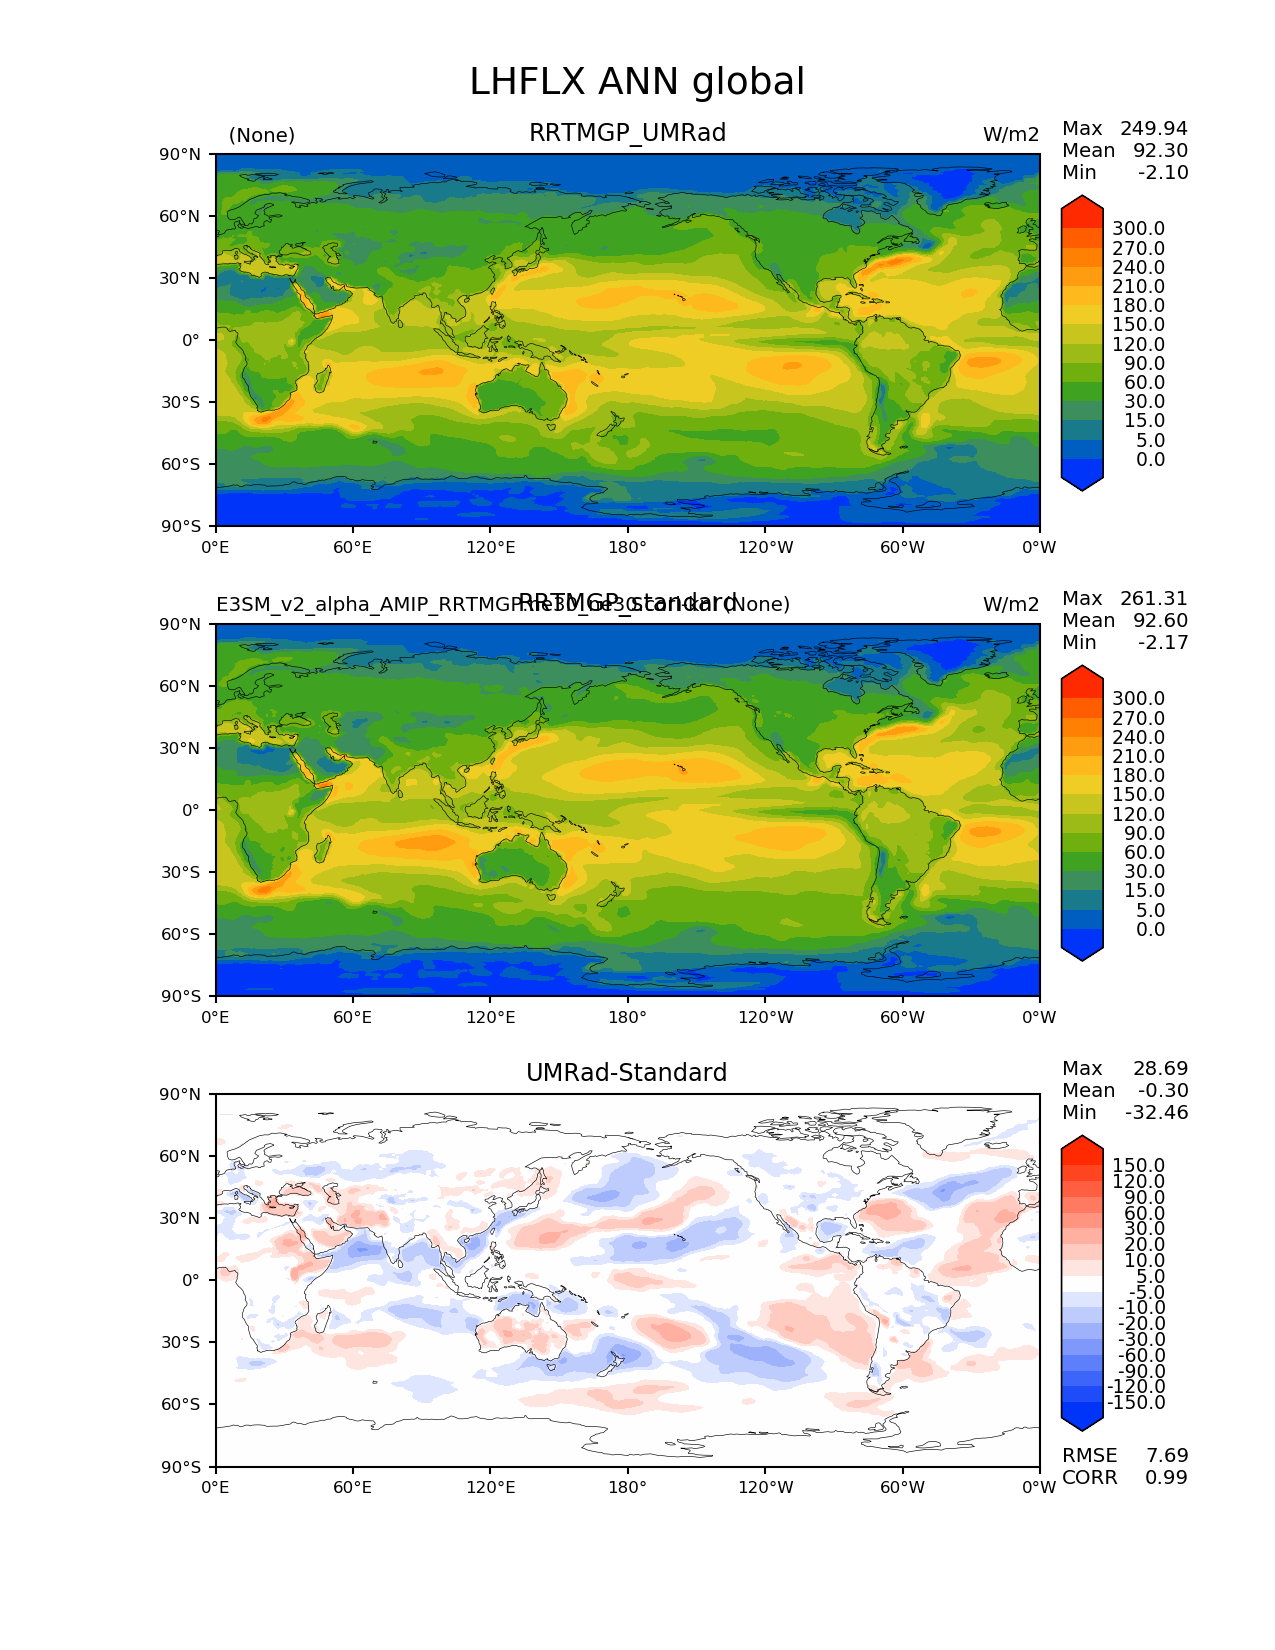 LHFLX ANN global
(None) RRTMGP_UMRad W/m2
Max 249.94
Mean 92.30
Min -2.10
90°N
60°N
30°N
0°
30°S
60°S
90°S
0°E 60°E 120°E 180° 120°W 60°W 0°W
300.0
270.0
240.0
210.0
180.0
150.0
120.0
90.0
60.0
30.0
15.0
5.0
0.0
E3SM_v2_alpha_AMIP_RRTMGP (None) RRTMGP_standard W/m2
Max 261.31
Mean 92.60
Min -2.17
90°N
60°N
30°N
0°
30°S
60°S
90°S
0°E 60°E 120°E 180° 120°W 60°W 0°W
300.0
270.0
240.0
210.0
180.0
150.0
120.0
90.0
60.0
30.0
15.0
5.0
0.0
UMRad-Standard
Max 28.69
Mean -0.30
Min -32.46
90°N
60°N
30°N
0°
30°S
60°S
90°S
0°E 60°E 120°E 180° 120°W 60°W 0°W
150.0
120.0
90.0
60.0
30.0
20.0
10.0
5.0
-5.0
-10.0
-20.0
-30.0
-60.0
-90.0
-120.0
-150.0
RMSE 7.69
CORR 0.99